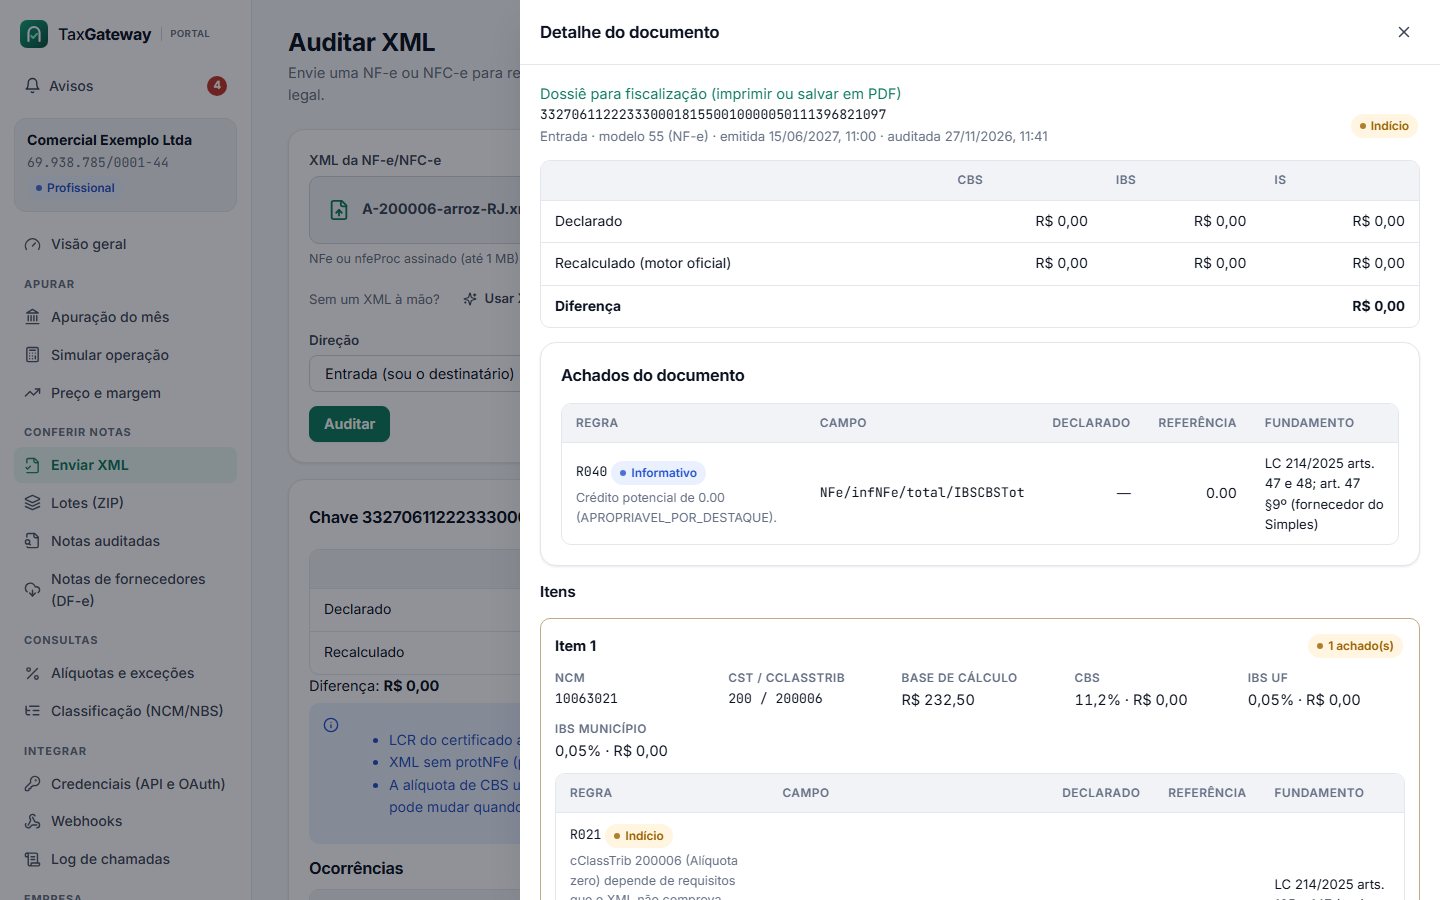 TaxGateway PORTAL
Avisos 4
Comercial Exemplo Ltda
69.938.785/0001-44
Profissional
Visão geral
APURAR
Apuração do mês
Simular operação
Preço e margem
CONFERIR NOTAS
Enviar XML
Lotes (ZIP)
Notas auditadas
Notas de fornecedores
(DF-e)
CONSULTAS
Alíquotas e exceções
Classificação (NCM/NBS)
INTEGRAR
Credenciais (API e OAuth)
Webhooks
Log de chamadas
EMPRESA
Auditar XML
Envie uma NF-e ou NFC-e para re
legal.
XML da NF-e/NFC-e
A-200006-arroz-RJ.x
NFe ou nfeProc assinado (até 1 MB)
Sem um XML à mão? Usar
Direção
Entrada (sou o destinatário)
Auditar
Chave 3327061122233300
Declarado
Recalculado
Diferença: R$ 0,00
LCR do certificado
XML sem protNFe
A alíquota de CBS
pode mudar quando
Ocorrências
Detalhe do documento
Dossiê para fiscalização (imprimir ou salvar em PDF)
33270611222333000181550010000050111396821097
Entrada · modelo 55 (NF-e) · emitida 15/06/2027, 11:00 · auditada 27/11/2026, 11:41
Indício
CBS IBS IS
Declarado R$ 0,00 R$ 0,00 R$ 0,00
Recalculado (motor oficial) R$ 0,00 R$ 0,00 R$ 0,00
Diferença R$ 0,00
Achados do documento
REGRA CAMPO DECLARADO REFERÊNCIA FUNDAMENTO
R040 Informativo
Crédito potencial de 0.00
(APROPRIAVEL_POR_DESTAQUE).
NFe/infNFe/total/IBSCBSTot — 0.00
LC 214/2025 arts.
47 e 48; art. 47
§9º (fornecedor do
Simples)
Itens
Item 1 1 achado(s)
NCM CST / CCLASSTRIB BASE DE CÁLCULO CBS IBS UF
10063021 200 / 200006 R$ 232,50 11,2% · R$ 0,00 0,05% · R$ 0,00
IBS MUNICÍPIO
0,05% · R$ 0,00
REGRA CAMPO DECLARADO REFERÊNCIA FUNDAMENTO
R021 Indício
cClassTrib 200006 (Alíquota
zero) depende de requisitos
que o XML não comprova
LC 214/2025 arts.